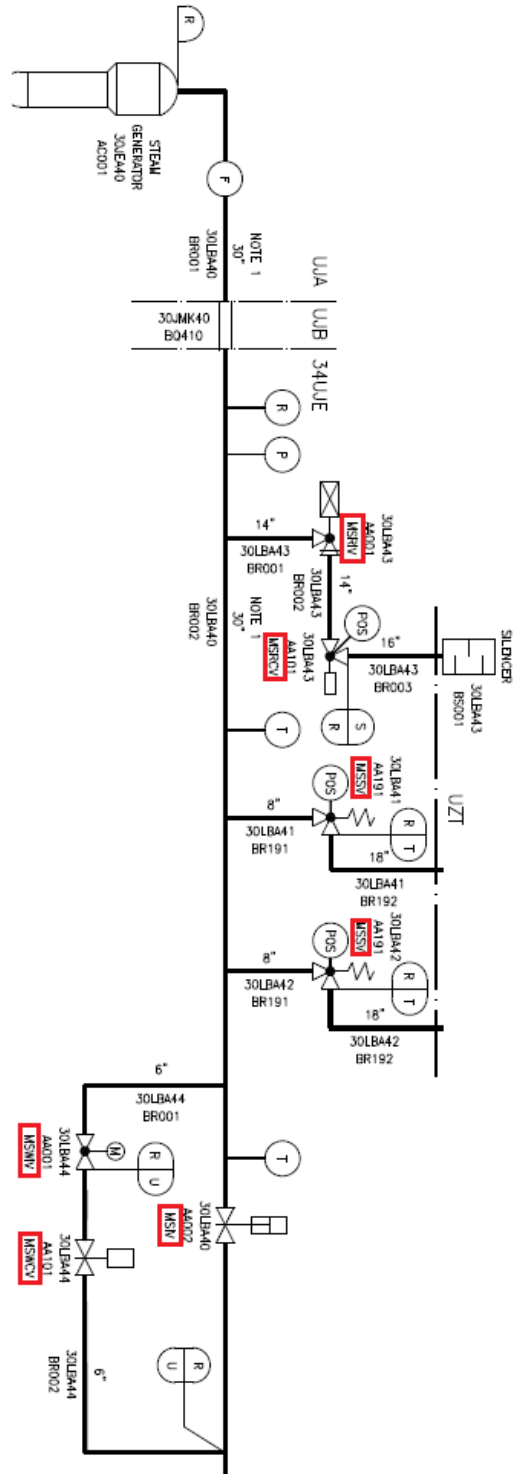 R
STEAM
GENERATOR
30JEA40
AC001
F
NOTE 1
30"
30LBA40
BR001
UJA
UJB
34UJE
30JMK40
BQ410
R
P
14"
30LBA43
BR001
30LBA43
AA001
MSRIV
14"
30LBA43
BR002
NOTE 1
30"
30LBA40
BR002
30LBA43
AA101
MSRCV
POS
16"
30LBA43
BR003
S
R
SILENCER
30LBA43
BS001
T
UZT
30LBA41
AA191
MSSV
POS
R
T
8"
30LBA41
BR191
18"
30LBA41
BR192
30LBA42
AA191
MSSV
POS
R
T
8"
30LBA42
BR191
18"
30LBA42
BR192
6"
30LBA44
BR001
T
30LBA44
AA001
MSWIV
M
R
U
30LBA40
AA002
MSIV
30LBA44
AA101
MSWCV
6"
30LBA44
BR002
R
U